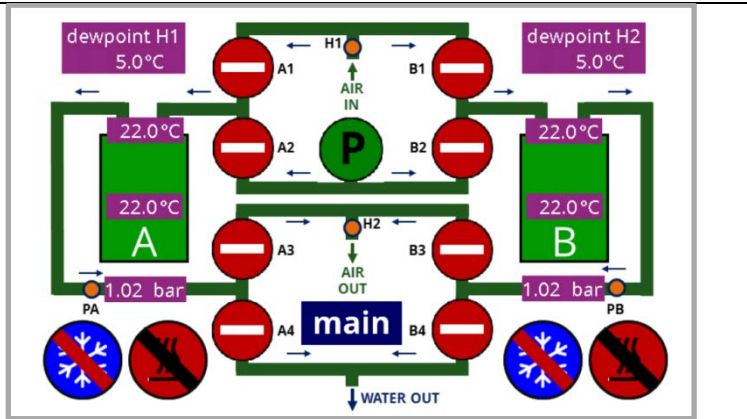 dewpoint H1
5.0°C
H1
dewpoint H2
5.0°C
A1
B1
AIR
IN
22.0°C
A2
P
B2
22.0°C
22.0°C
A
22.0°C
B
A3
H2
B3
AIR
OUT
1.02 bar
PA
1.02 bar
PB
main
A4
B4
WATER OUT